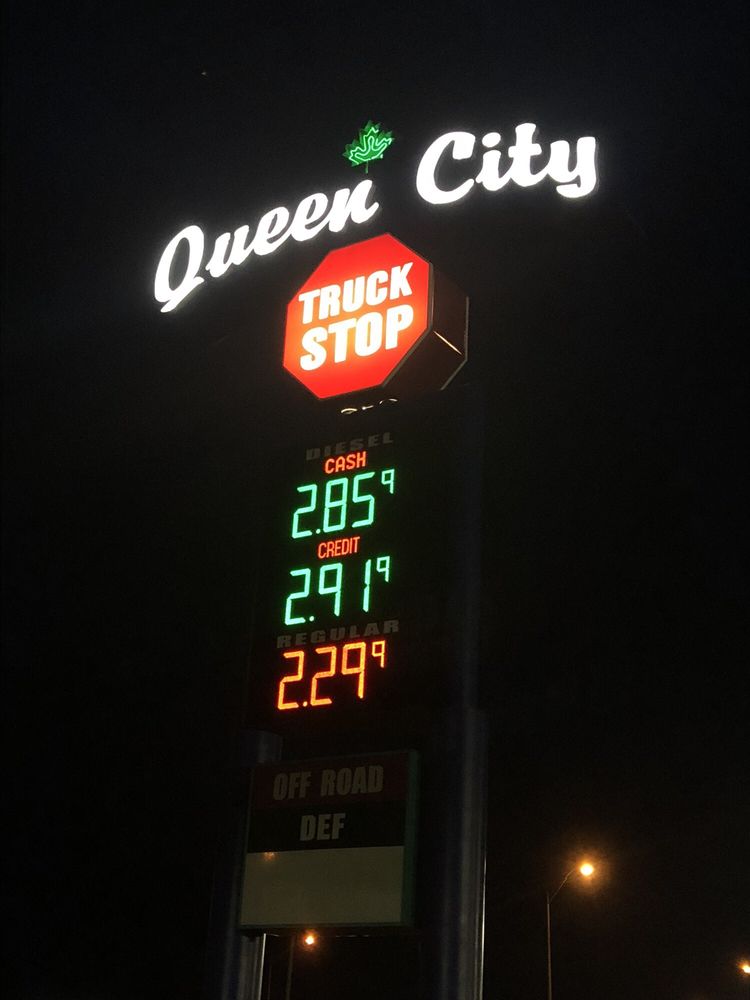 Queen City
TRUCK
STOP
DIESEL
CASH
2.85⁹
CREDIT
2.91⁹
REGULAR
2.29⁹
OFF ROAD
DEF